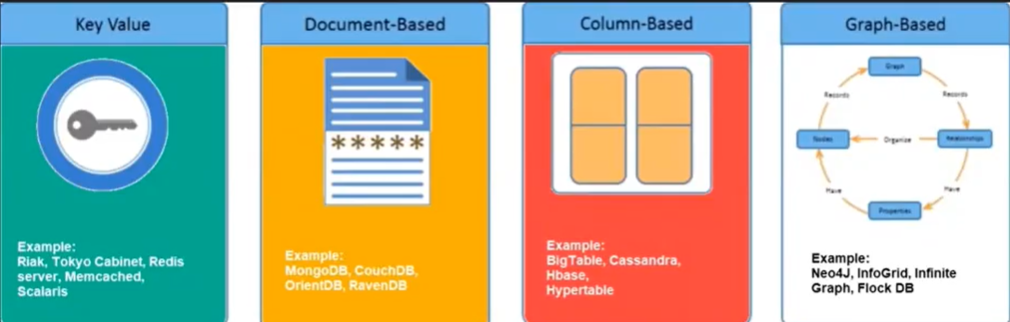 Key Value
Example:
Riak, Tokyo Cabinet, Redis
server, Memcached,
Scalaris
Document-Based
*****
Example:
MongoDB, CouchDB,
OrientDB, RavenDB
Column-Based
Example:
BigTable, Cassandra,
Hbase,
Hypertable
Graph-Based
Graph
Records
Records
Nodes
Organize
Relationships
Have
Have
Properties
Example:
Neo4J, InfoGrid, Infinite
Graph, Flock DB